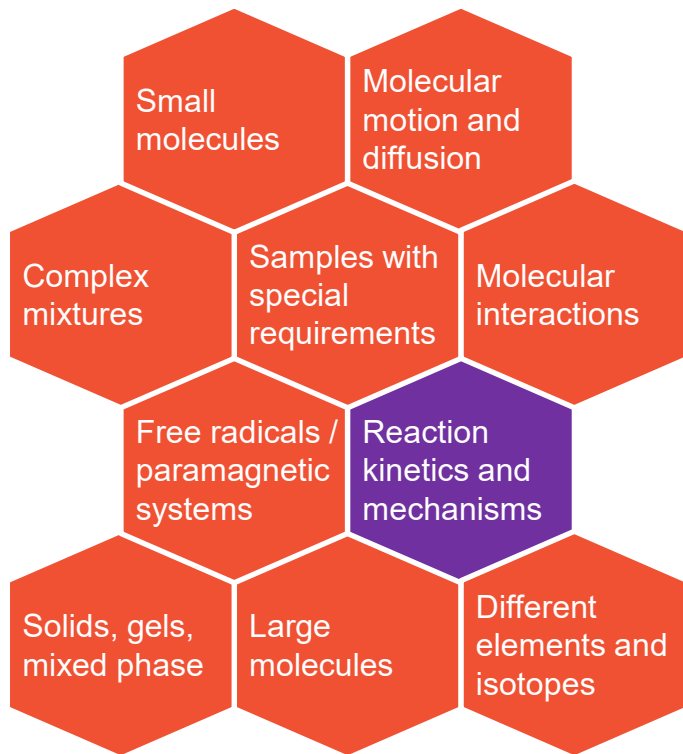 Small
molecules
Molecular
motion and
diffusion
Complex
mixtures
Samples with
special
requirements
Molecular
interactions
Free radicals /
paramagnetic
systems
Reaction
kinetics and
mechanisms
Solids, gels,
mixed phase
Large
molecules
Different
elements and
isotopes